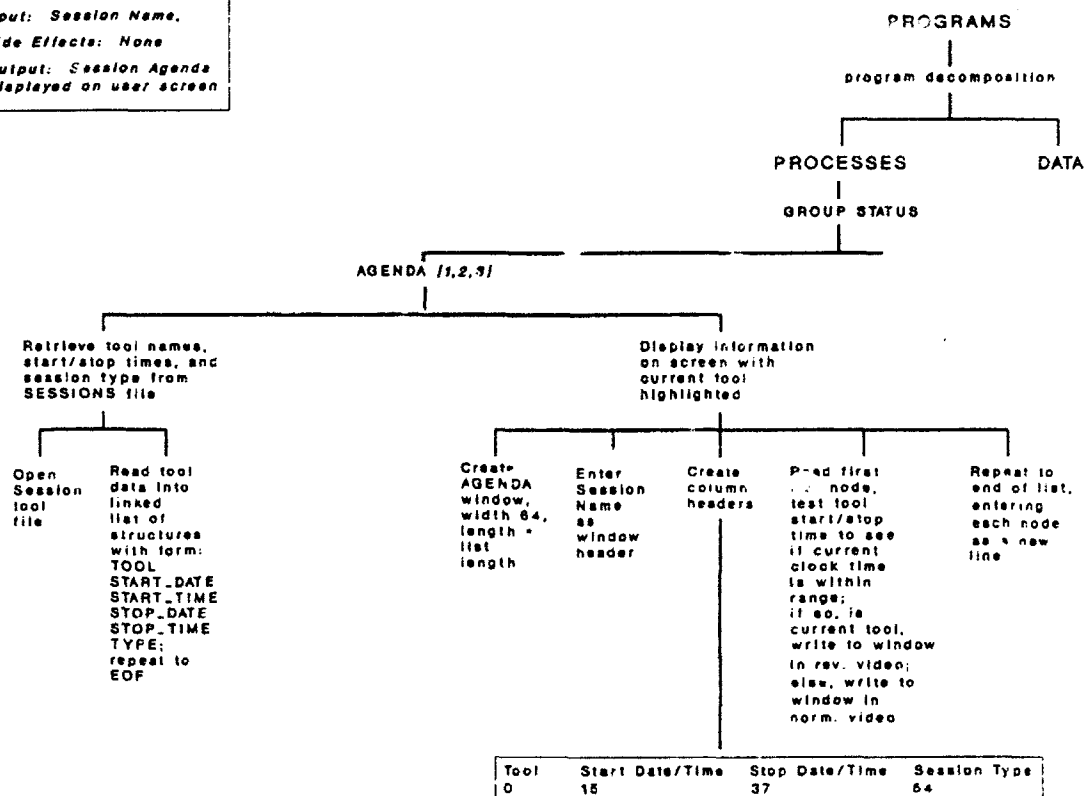 put: Session Name,
de Effects: None
utput: Session Agenda
displayed on user screen
PROGRAMS
program decomposition
PROCESSES
DATA
GROUP STATUS
AGENDA [1,2,3]
Retrieve tool names,
start/stop times, and
session type from
SESSIONS file
Display information
on screen with
current tool
highlighted
Open
Session
tool
file
Read tool
data into
linked
list of
structures
with form:
TOOL
START_DATE
START_TIME
STOP_DATE
STOP_TIME
TYPE;
repeat to
EOF
Create
AGENDA
window,
width 64,
length =
list
length
Enter
Session
Name
as
window
header
Create
column
headers
first
node,
test tool
start/stop
time to see
if current
clock time
is within
range;
if so, is
current tool,
write to window
in rev. video;
else, write to
window in
norm. video
Repeat to
end of list,
entering
each node
as a new
line
Tool Start Date/Time Stop Date/Time Session Type
0 15 37 54